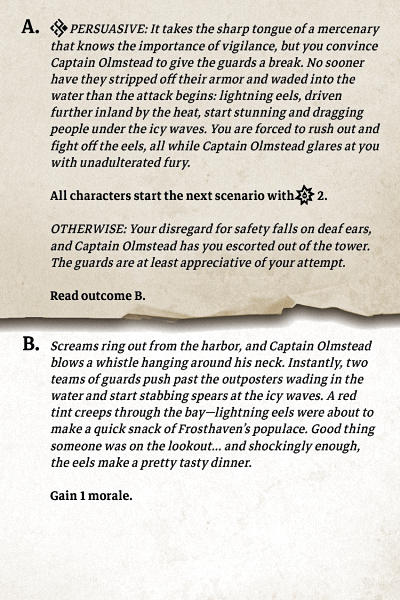 A. PERSUASIVE: It takes the sharp tongue of a mercenary
that knows the importance of vigilance, but you convince
Captain Olmstead to give the guards a break. No sooner
have they stripped off their armor and waded into the
water than the attack begins: lightning eels, driven
further inland by the heat, start stunning and dragging
people under the icy waves. You are forced to rush out and
fight off the eels, all while Captain Olmstead glares at you
with unadulterated fury.
All characters start the next scenario with 2.
OTHERWISE: Your disregard for safety falls on deaf ears,
and Captain Olmstead has you escorted out of the tower.
The guards are at least appreciative of your attempt.
Read outcome B.
B. Screams ring out from the harbor, and Captain Olmstead
blows a whistle hanging around his neck. Instantly, two
teams of guards push past the outposters wading in the
water and start stabbing spears at the icy waves. A red
tint creeps through the bay—lightning eels were about to
make a quick snack of Frosthaven's populace. Good thing
someone was on the lookout... and shockingly enough,
the eels make a pretty tasty dinner.
Gain 1 morale.